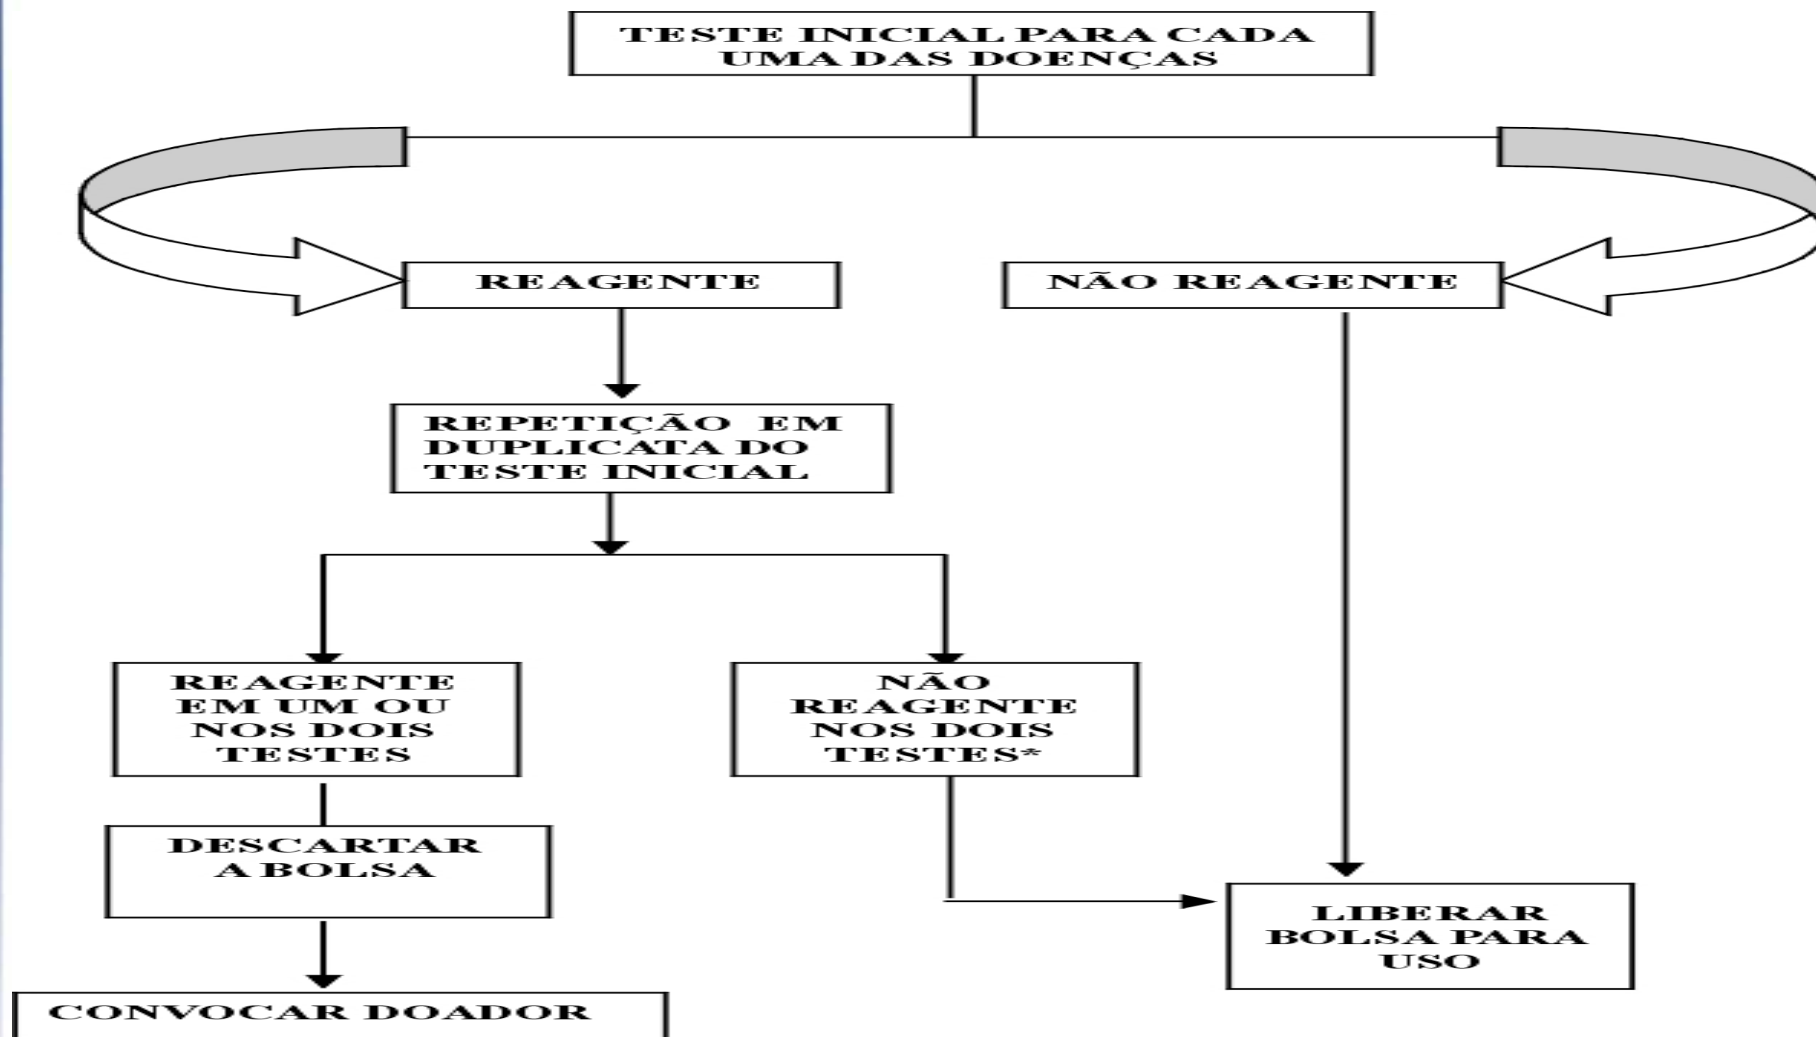 TESTE INICIAL PARA CADA
UMA DAS DOENÇAS
REAGENTE
NÃO REAGENTE
REPETIÇÃO EM
DUPLICATA DO
TESTE INICIAL
REAGENTE
EM UM OU
NOS DOIS
TESTES
NÃO
REAGENTE
NOS DOIS
TESTES*
DESCARTAR
A BOLSA
LIBERAR
BOLSA PARA
USO
CONVOCAR DOADOR